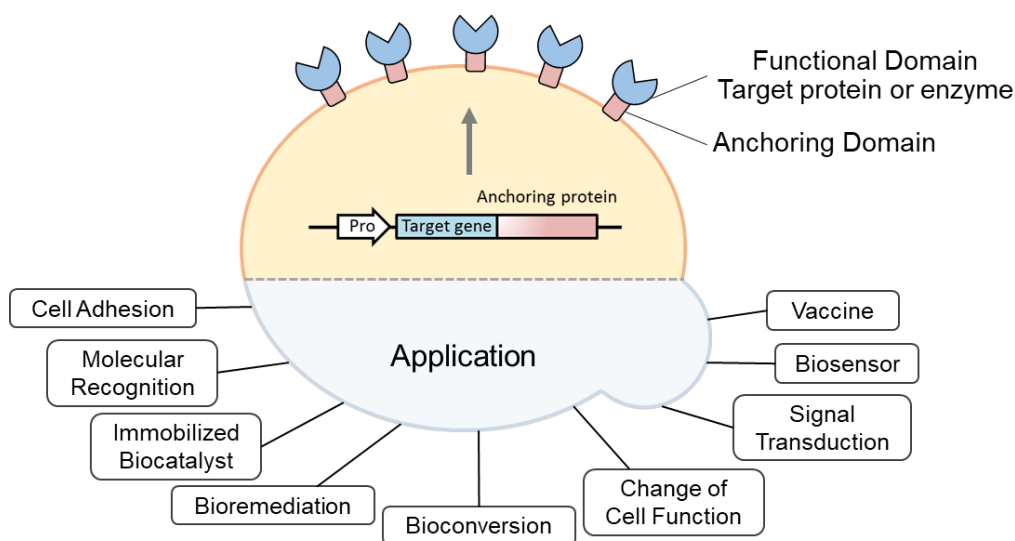 Functional Domain
Target protein or enzyme
Anchoring Domain
Anchoring protein
Pro
Target gene
Application
Cell Adhesion
Molecular
Recognition
Immobilized
Biocatalyst
Bioremediation
Bioconversion
Change of
Cell Function
Signal
Transduction
Biosensor
Vaccine